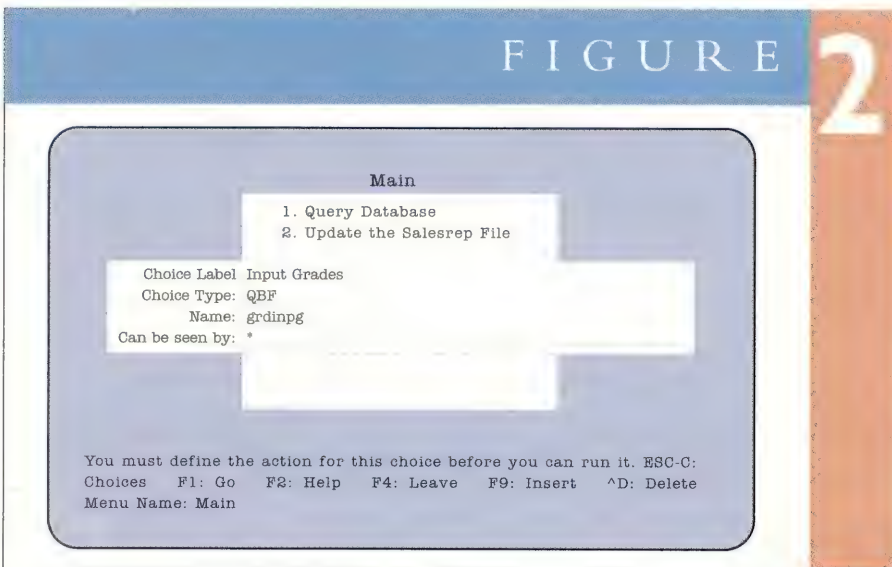 FIGURE 2
Main
1. Query Database
2. Update the Salesrep File
Choice Label Input Grades
Choice Type: QBF
Name: grdinpg
Can be seen by: *
You must define the action for this choice before you can run it. ESC-C:
Choices F1: Go F2: Help F4: Leave F9: Insert ^D: Delete
Menu Name: Main